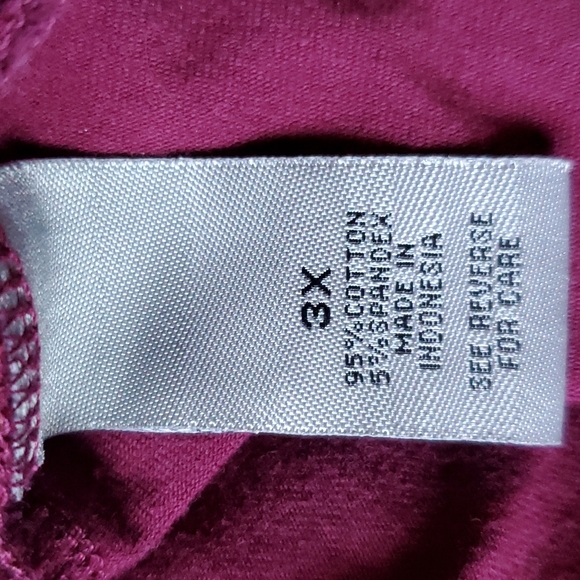 3X
95%COTTON
5%SPANDEX
MADE IN
INDONESIA
SEE REVERSE
FOR CARE